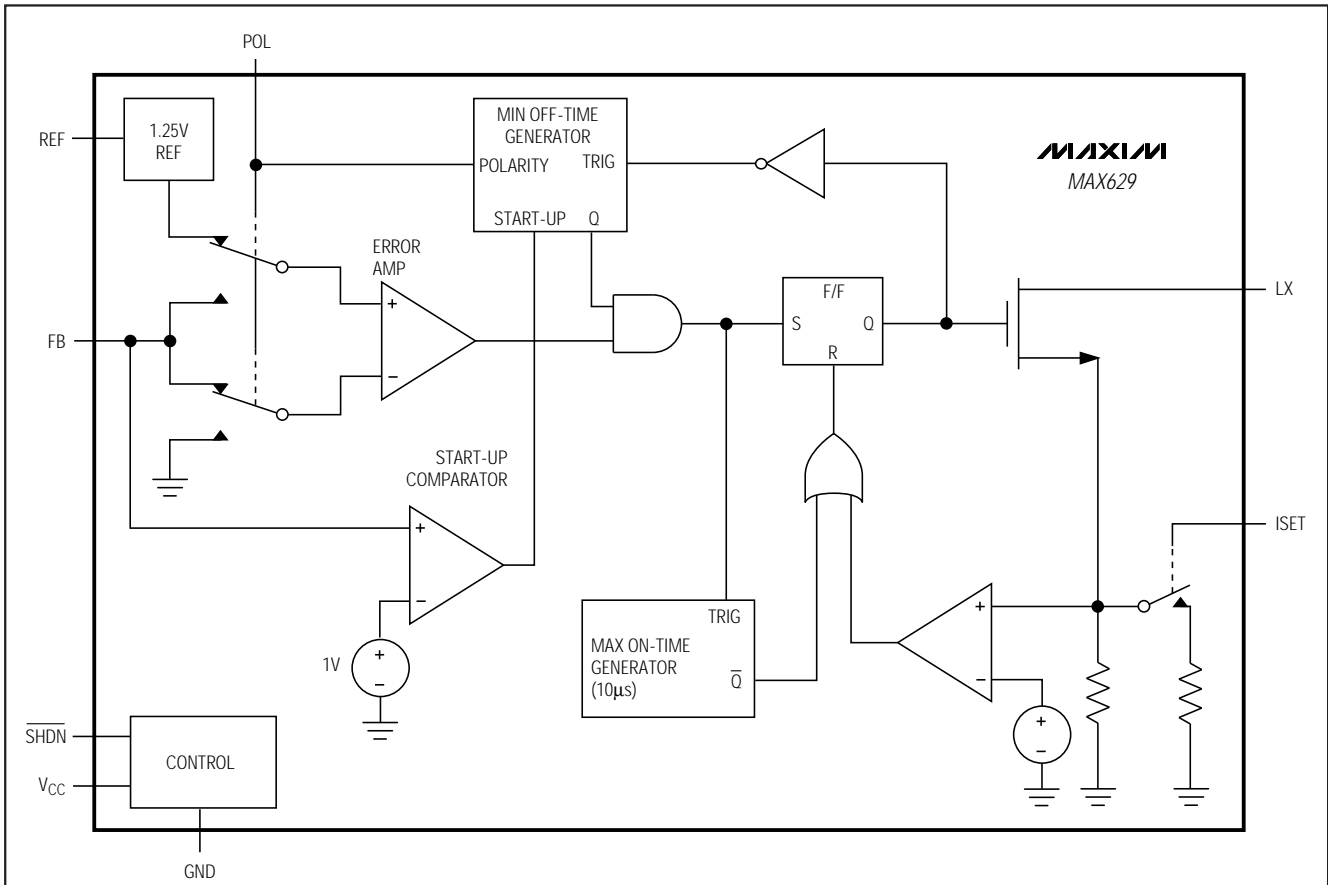 POL
REF
1.25V
REF
MIN OFF-TIME
GENERATOR
POLARITY
TRIG
START-UP
Q
MAXIM
MAX629
ERROR
AMP
+
−
FB
F/F
S
Q
R
LX
START-UP
COMPARATOR
+
−
1V
+
−
ISET
TRIG
MAX ON-TIME
GENERATOR
(10µs)
Q̅
+
−
+
−
S̅H̅D̅N̅
VCC
CONTROL
GND